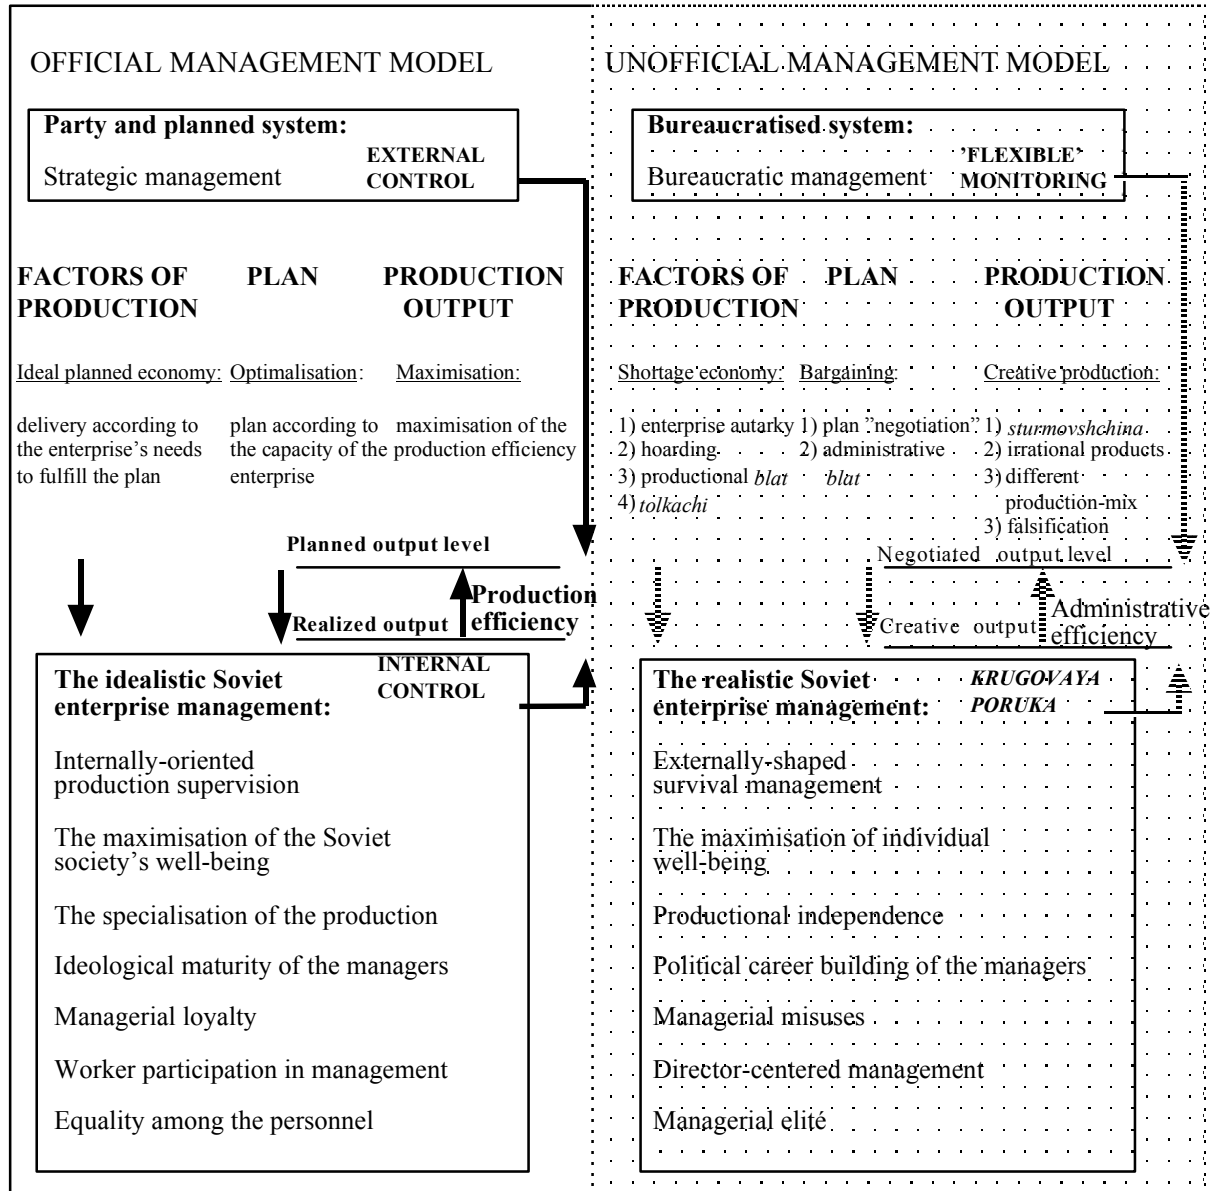 OFFICIAL MANAGEMENT MODEL
Party and planned system:
Strategic management
EXTERNAL
CONTROL
FACTORS OF
PRODUCTION
PLAN
PRODUCTION
OUTPUT
Ideal planned economy:
delivery according to
the enterprise's needs
to fulfill the plan
Optimalisation:
plan according to
the capacity of the
enterprise
Maximisation:
maximisation of the
production efficiency
Planned output level
Production
efficiency
Realized output
The idealistic Soviet
enterprise management:
INTERNAL
CONTROL
Internally-oriented
production supervision
The maximisation of the Soviet
society's well-being
The specialisation of the production
Ideological maturity of the managers
Managerial loyalty
Worker participation in management
Equality among the personnel
UNOFFICIAL MANAGEMENT MODEL
Bureaucratised system:
Bureaucratic management
'FLEXIBLE'
MONITORING
FACTORS OF
PRODUCTION
PLAN
PRODUCTION
OUTPUT
Shortage economy:
1) enterprise autarky
2) hoarding
3) productional blat
4) tolkachi
Bargaining:
1) plan "negotiation"
2) administrative
blat
Creative production:
1) sturmovshchina
2) irrational products
3) different
production-mix
3) falsification
Negotiated output level
Administrative
efficiency
Creative output
The realistic Soviet
enterprise management:
KRUGOVAYA
PORUKA
Externally-shaped
survival management
The maximisation of individual
well-being
Productional independence
Political career building of the managers
Managerial misuses
Director-centered management
Managerial elité